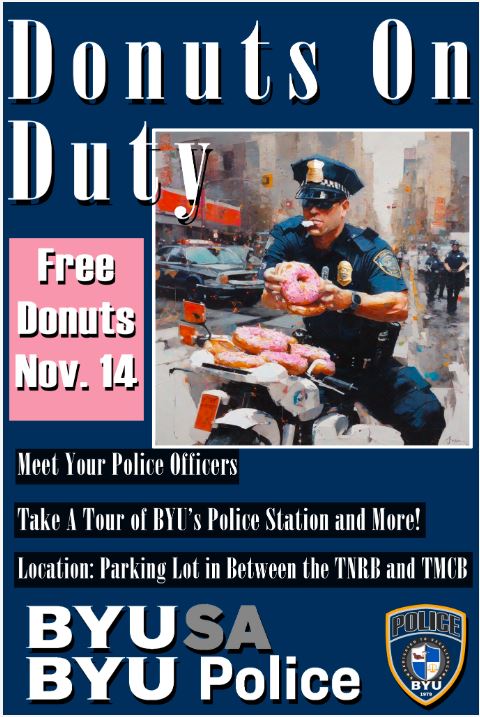 Donuts On
Duty
Free
Donuts
Nov. 14
Meet Your Police Officers
Take A Tour of BYU's Police Station and More!
Location: Parking Lot in Between the TNRB and TMCB
BYUSA
BYU Police
POLICE
BYU